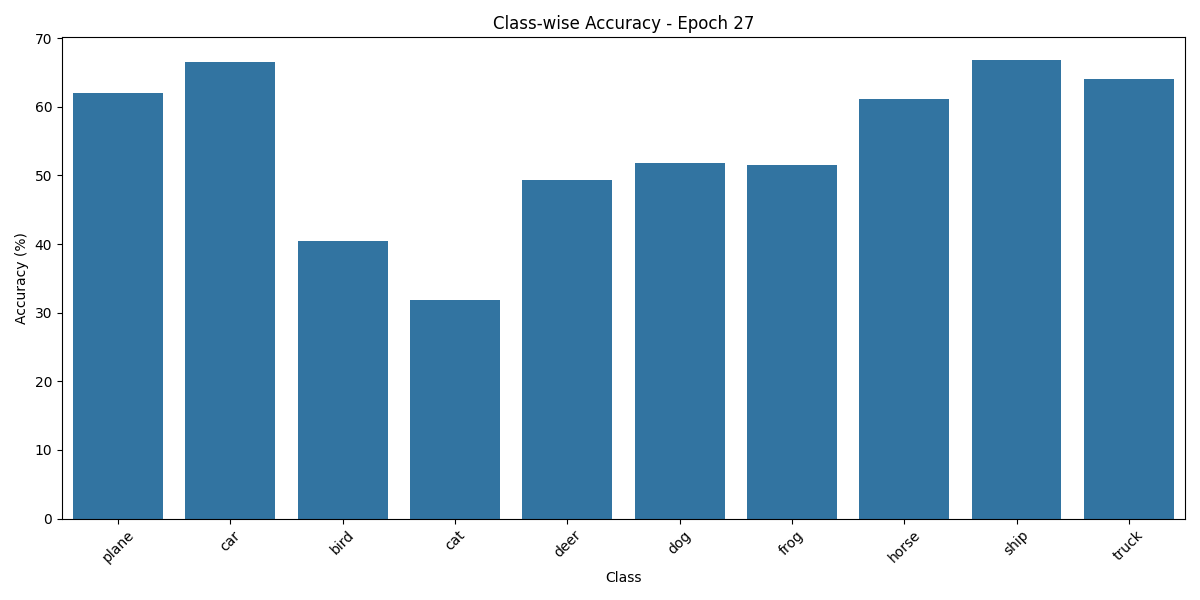 Class-wise Accuracy - Epoch 27
Accuracy (%)
70
60
50
40
30
20
10
0
plane
car
bird
cat
deer
dog
frog
horse
ship
truck
Class